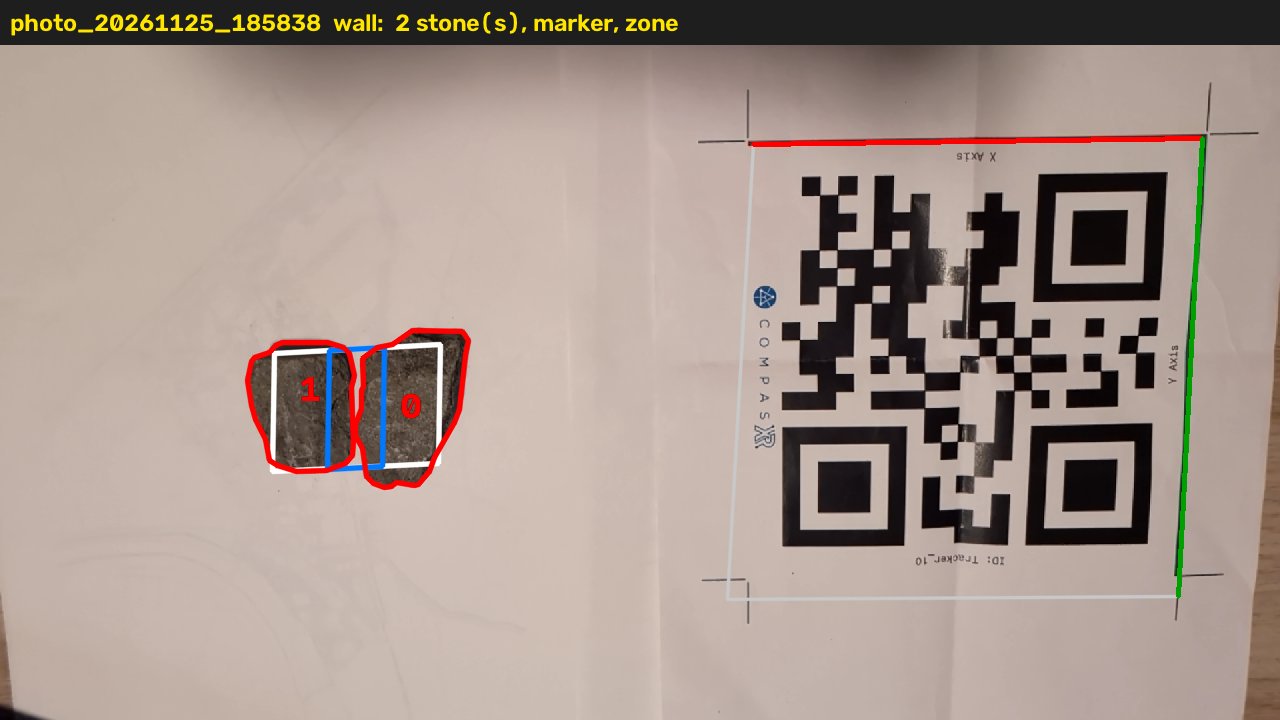 photo_20261125_185838 wall: 2 stone(s), marker, zone
X Axis
COMPAS XR
Y Axis
1
0
ID: Tracker_10